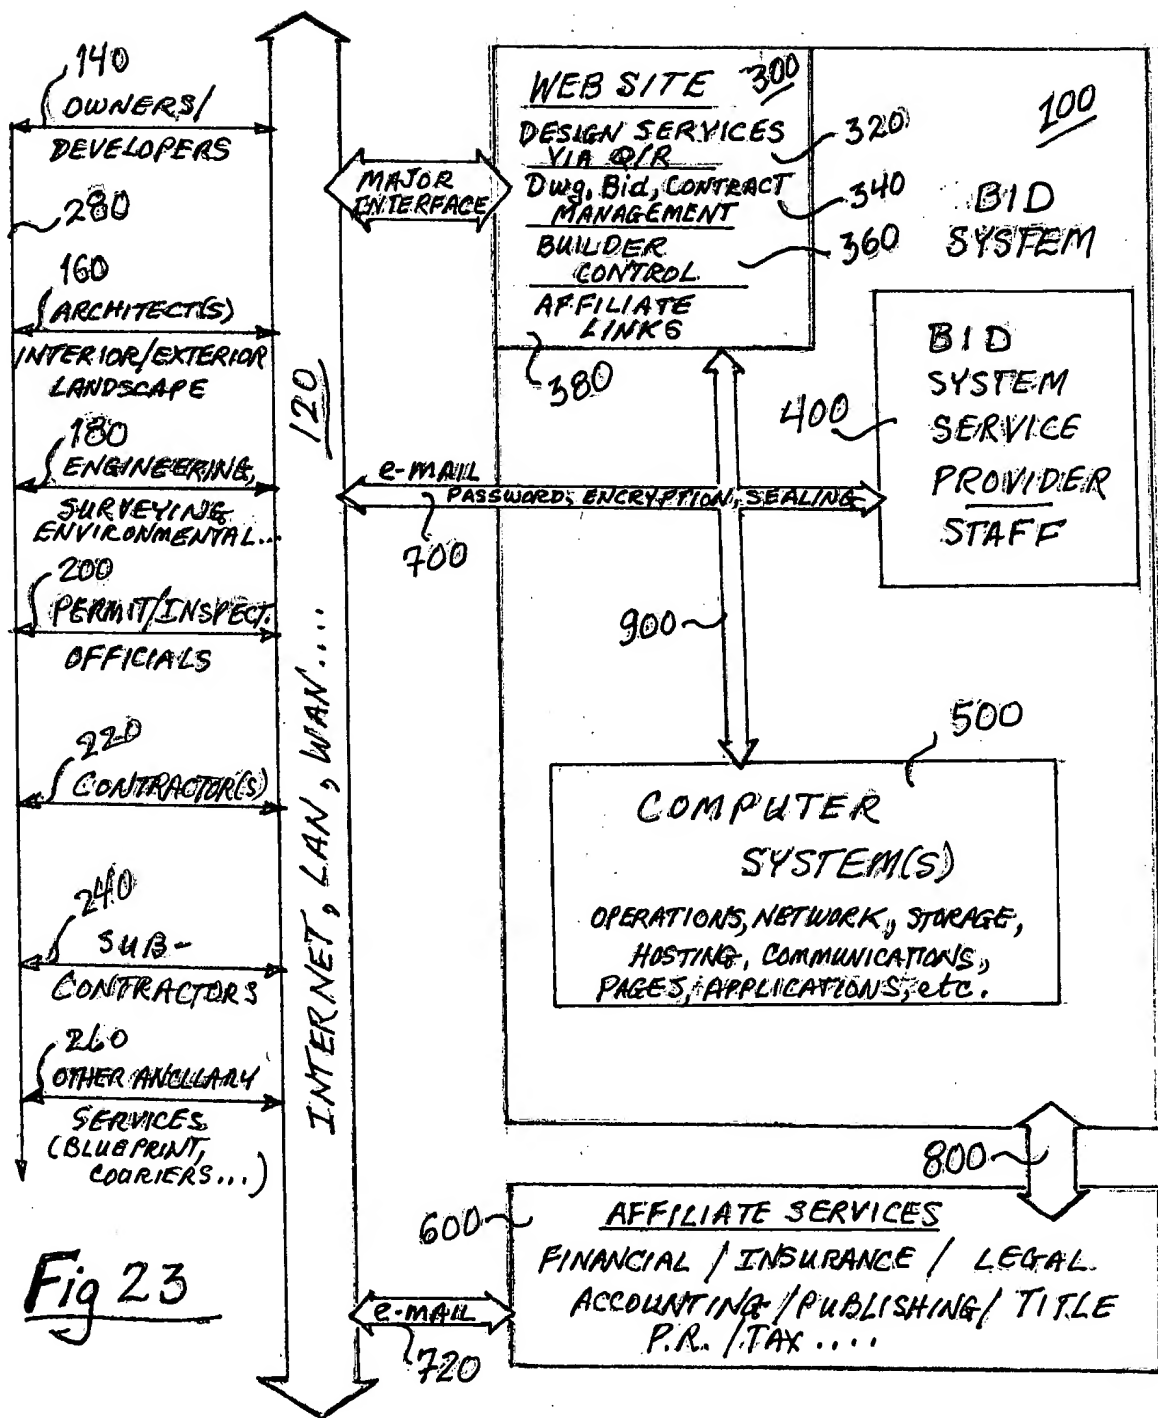 140
OWNERS/
DEVELOPERS
280
160
ARCHITECT(S)
INTERIOR/EXTERIOR
LANDSCAPE
180
ENGINEERING,
SURVEYING
ENVIRONMENTAL...
200
PERMIT/INSPECT.
OFFICIALS
220
CONTRACTOR(S)
240
SUB-
CONTRACTORS
260
OTHER ANCLLARY
SERVICES
(BLUEPRINT,
COURIERS...)
Fig 23
120
INTERNET, LAN, WAN....
MAJOR
INTERFACE
WEB SITE 300
DESIGN SERVICES
VIA Q/R
320
Dwg, Bid, CONTRACT
MANAGEMENT
340
BUILDER
CONTROL
360
AFFILIATE
LINKS
380
100
BID
SYSTEM
400
BID
SYSTEM
SERVICE
PROVIDER
STAFF
e-MAIL
PASSWORD, ENCRYPTION, SEALING
700
900
500
COMPUTER
SYSTEM(S)
OPERATIONS, NETWORK, STORAGE,
HOSTING, COMMUNICATIONS,
PAGES, APPLICATIONS, etc.
800
600
AFFILIATE SERVICES
FINANCIAL / INSURANCE / LEGAL
ACCOUNTING / PUBLISHING / TITLE
P.R. / TAX ....
e-MAIL
720